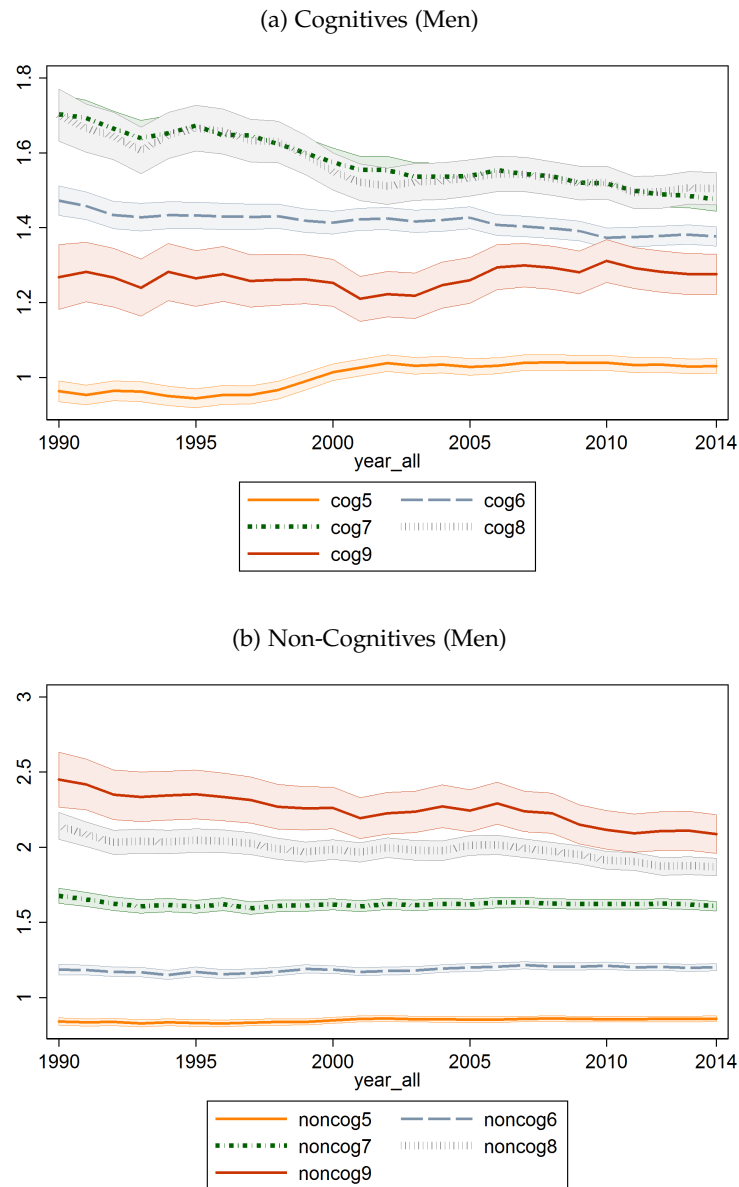 (a) Cognitives (Men)
1.8
1.6
1.4
1.2
1
1990 1995 2000 2005 2010 2014
year_all
cog5 cog6
cog7 cog8
cog9
(b) Non-Cognitives (Men)
3
2.5
2
1.5
1
1990 1995 2000 2005 2010 2014
year_all
noncog5 noncog6
noncog7 noncog8
noncog9